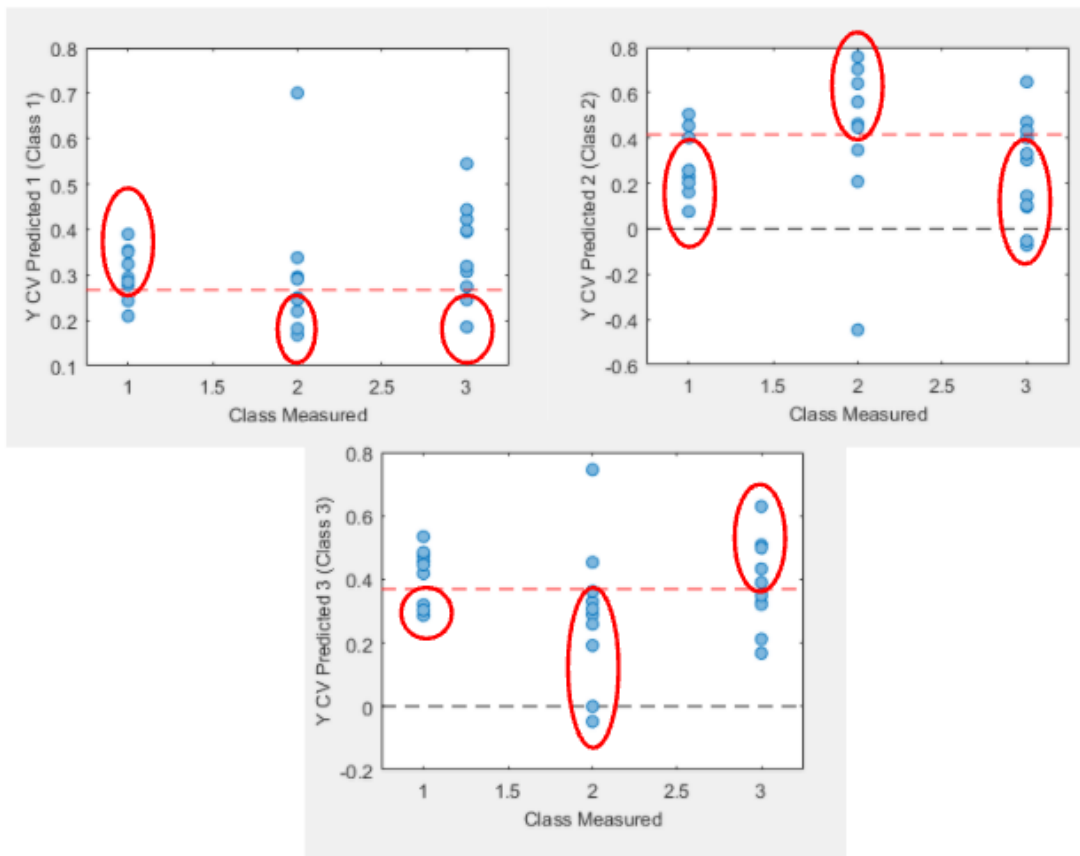 Y CV Predicted 1 (Class 1)
0.8
0.7
0.6
0.5
0.4
0.3
0.2
0.1
1 1.5 2 2.5 3
Class Measured
Y CV Predicted 2 (Class 2)
0.8
0.6
0.4
0.2
0
-0.2
-0.4
-0.6
1 1.5 2 2.5 3
Class Measured
Y CV Predicted 3 (Class 3)
0.8
0.6
0.4
0.2
0
-0.2
1 1.5 2 2.5 3
Class Measured